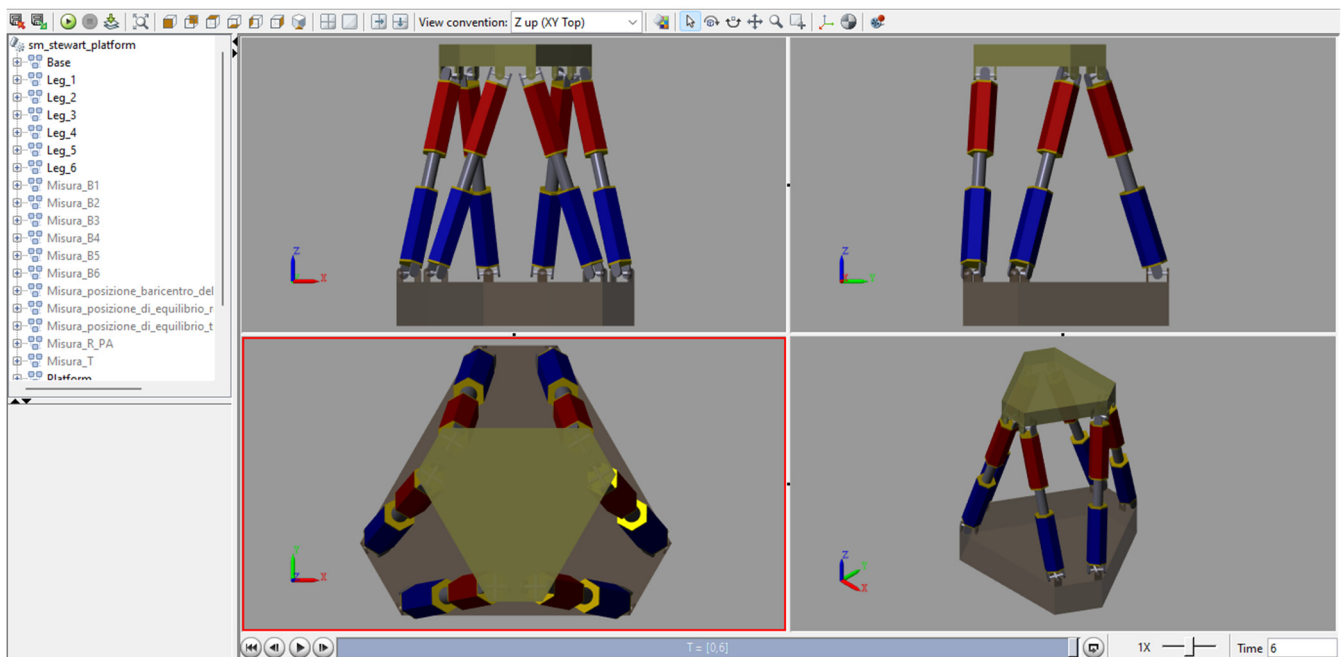 View convention: Z up (XY Top)
sm_stewart_platform
Base
Leg_1
Leg_2
Leg_3
Leg_4
Leg_5
Leg_6
Misura_B1
Misura_B2
Misura_B3
Misura_B4
Misura_B5
Misura_B6
Misura_posizione_baricentro_del
Misura_posizione_di_equilibrio_r
Misura_posizione_di_equilibrio_t
Misura_R_PA
Misura_T
Platform
Z
X
Z
Y
Y
Z
X
Z
Y
X
T = [0,6]
1X
Time 6